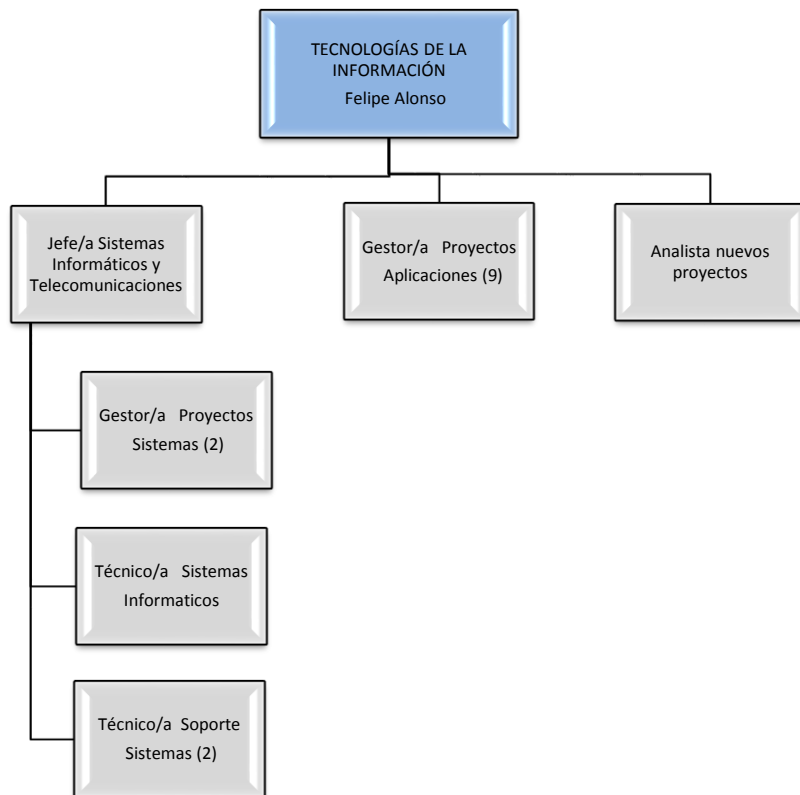 TECNOLOGÍAS DE LA
INFORMACIÓN
Felipe Alonso
Jefe/a Sistemas
Informáticos y
Telecomunicaciones
Gestor/a Proyectos
Aplicaciones (9)
Analista nuevos
proyectos
Gestor/a Proyectos
Sistemas (2)
Técnico/a Sistemas
Informaticos
Técnico/a Soporte
Sistemas (2)